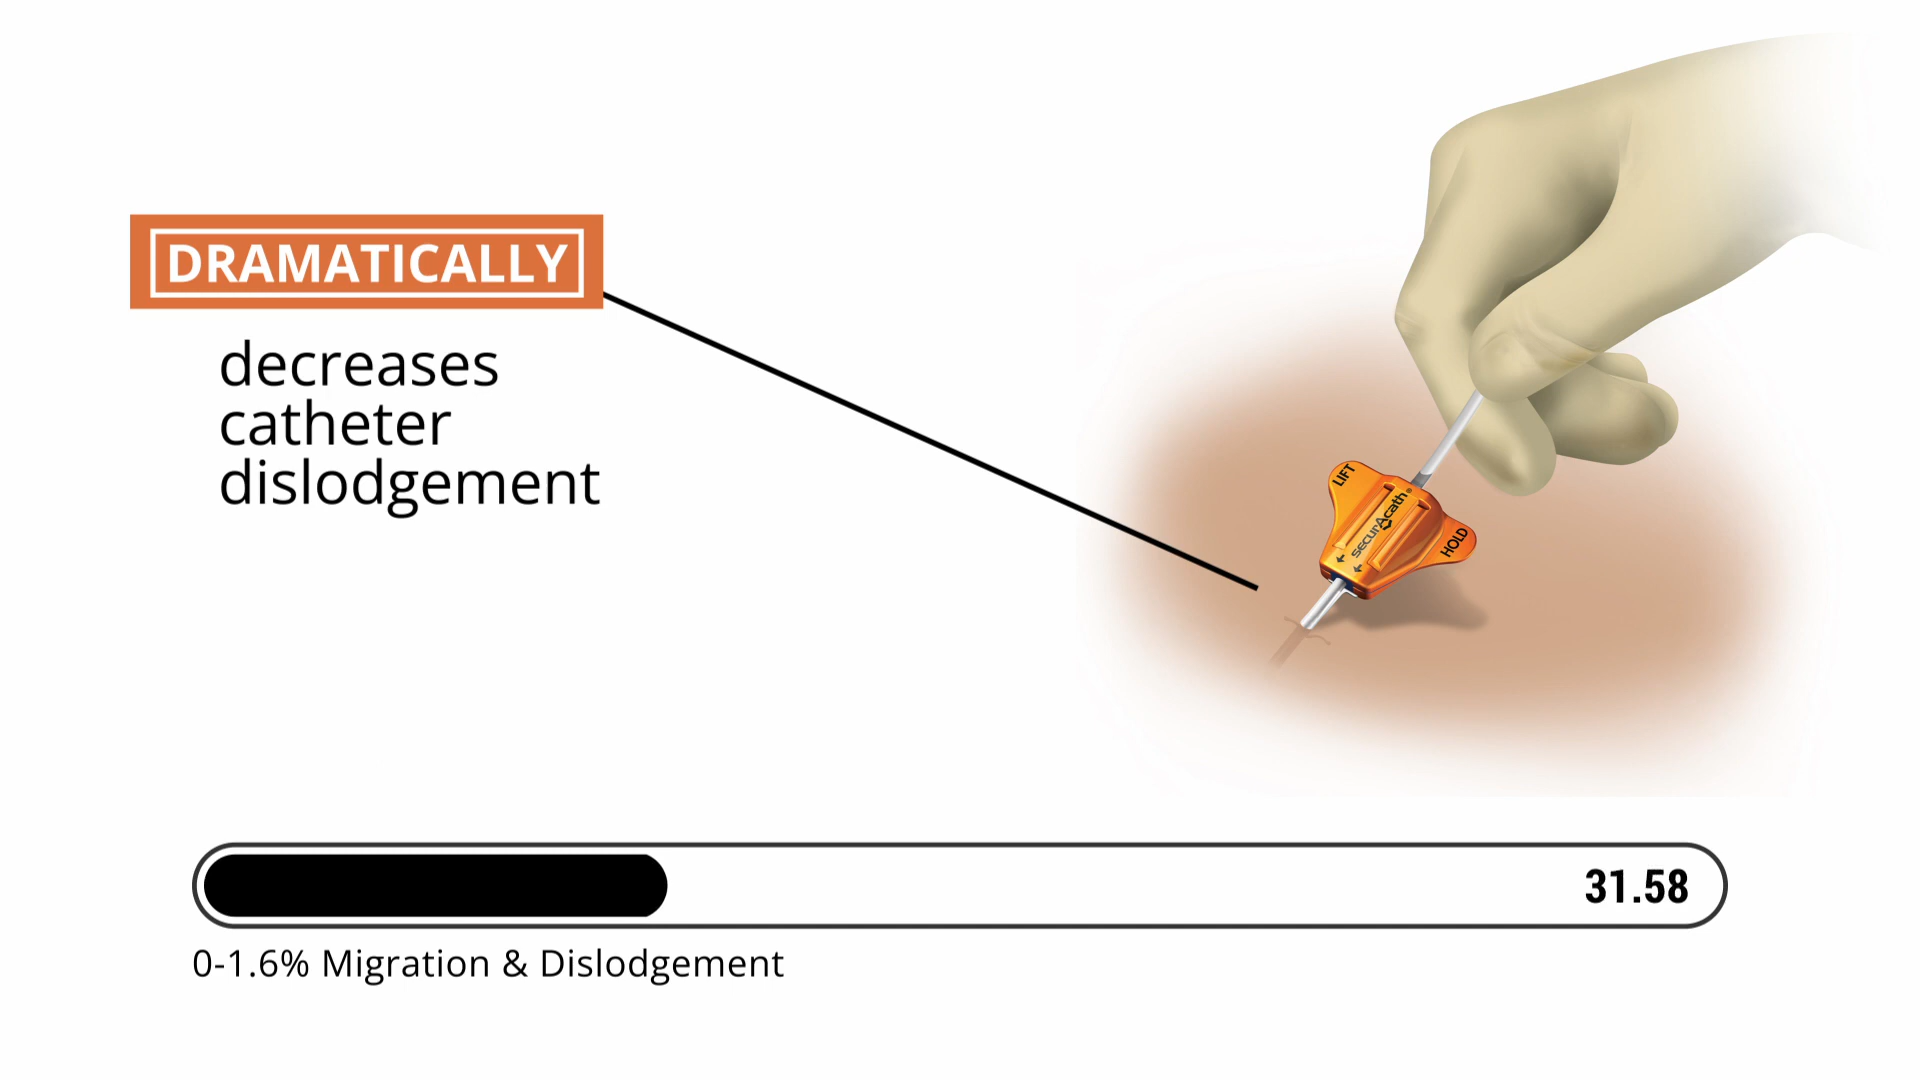 DRAMATICALLY
decreases
catheter
dislodgement
LIFT
securAcath®
HOLD
31.58
0-1.6% Migration & Dislodgement